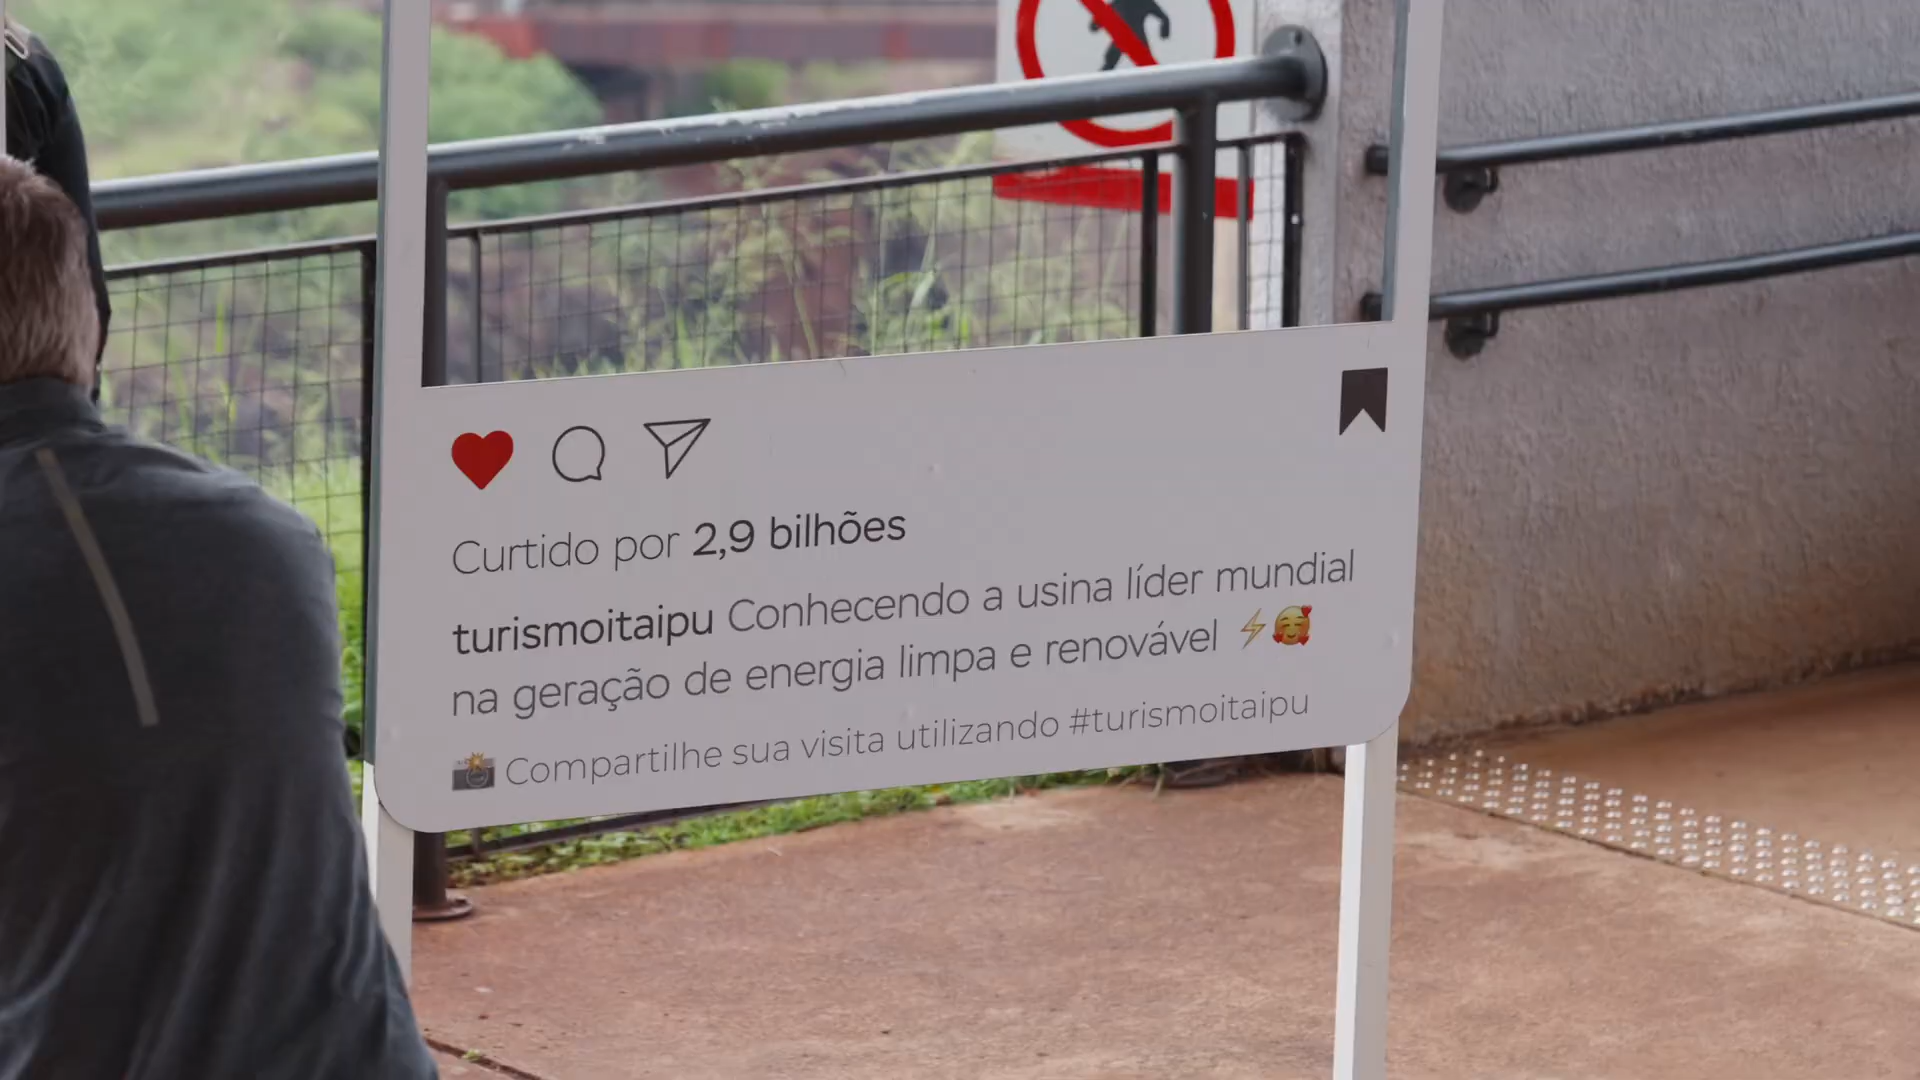 Curtido por 2,9 bilhões
turismoitaipu Conhecendo a usina líder mundial
na geração de energia limpa e renovável ⚡🥰
📸 Compartilhe sua visita utilizando #turismoitaipu